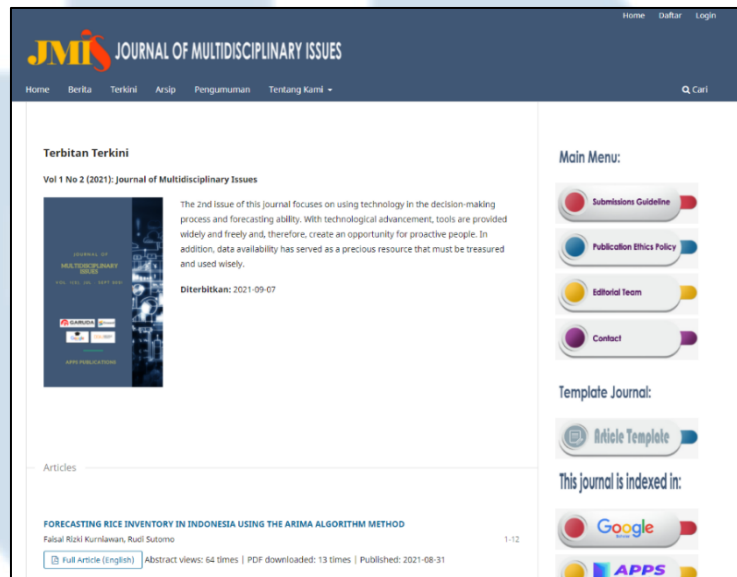 Home Daftar Login
JMIS JOURNAL OF MULTIDISCIPLINARY ISSUES
Home Berita Terkini Arsip Pengumuman Tentang Kami Cari
Terbitan Terkini
Vol 1 No 2 (2021): Journal of Multidisciplinary Issues
JOURNAL OF
MULTIDISCIPLINARY
ISSUES
GARUDA
APPS PUBLICATIONS
The 2nd issue of this journal focuses on using technology in the decision-making
process and forecasting ability. With technological advancement, tools are provided
widely and freely and, therefore, create an opportunity for proactive people. In
addition, data availability has served as a precious resource that must be treasured
and used wisely.
Diterbitkan: 2021-09-07
Articles
FORECASTING RICE INVENTORY IN INDONESIA USING THE ARIMA ALGORITHM METHOD
Faisal Rizki Kurniawan, Rudi Sutomo 1-12
Full Article (English) Abstract views: 64 times | PDF downloaded: 13 times | Published: 2021-08-31
Main Menu:
Submissions Guideline
Publication Ethics Policy
Editorial Team
Contact
Template Journal:
Article Template
This journal is indexed in:
Google
APPS